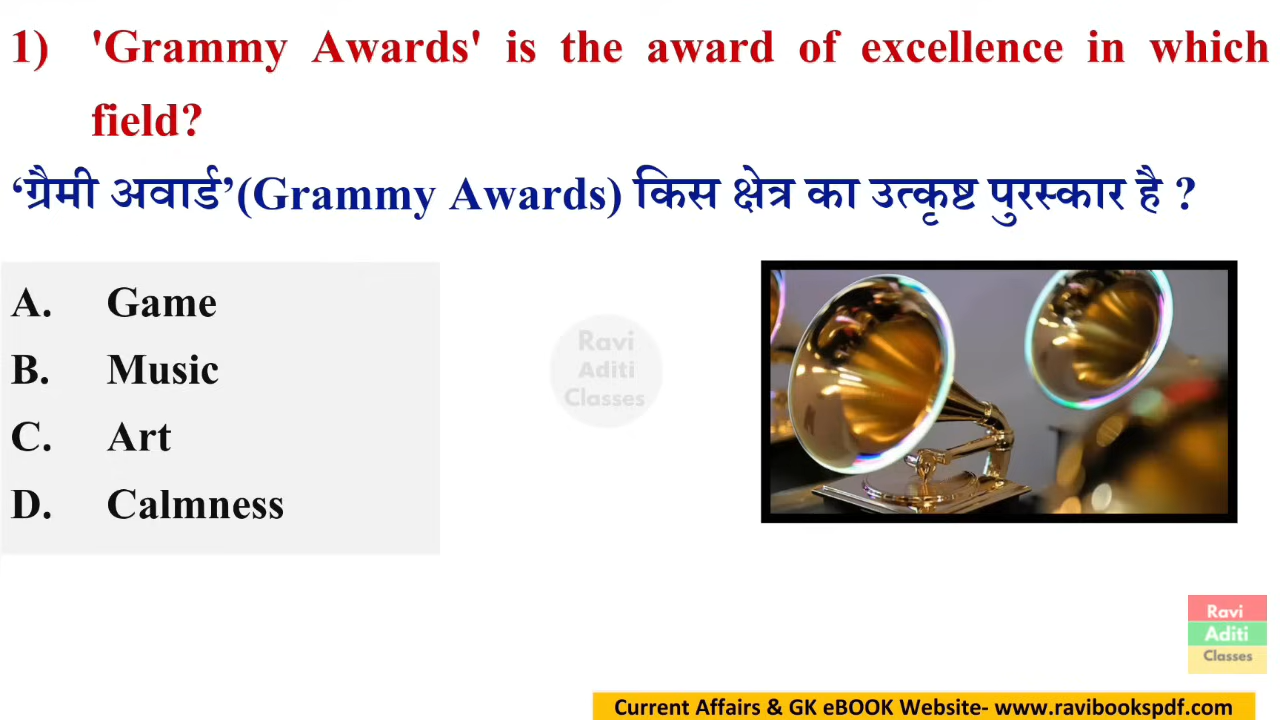 1) 'Grammy Awards' is the award of excellence in which
field?
‘ग्रैमी अवार्ड’(Grammy Awards) किस क्षेत्र का उत्कृष्ट पुरस्कार है ?
A. Game
B. Music
C. Art
D. Calmness
Ravi
Aditi
Classes
Ravi
Aditi
Classes
Current Affairs & GK eBOOK Website- www.ravibookspdf.com